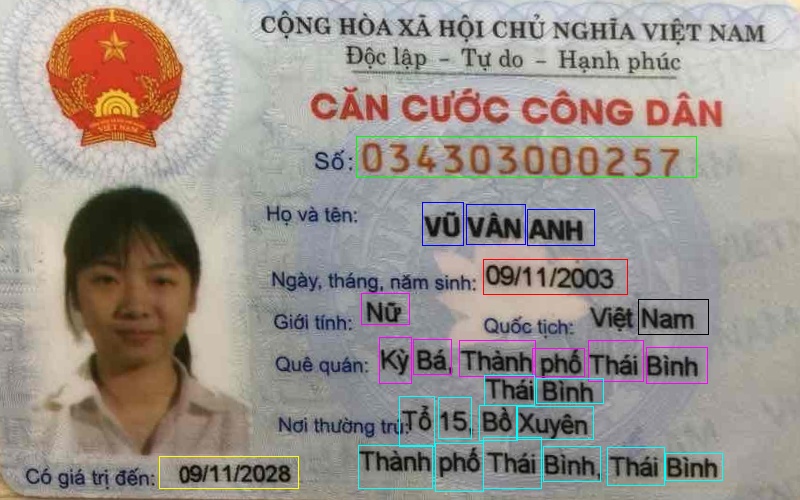 CỘNG HÒA XÃ HỘI CHỦ NGHĨA VIỆT NAM
Độc lập - Tự do - Hạnh phúc
CĂN CƯỚC CÔNG DÂN
Số: 034303000257
Họ và tên: VŨ VÂN ANH
Ngày, tháng, năm sinh: 09/11/2003
Giới tính: Nữ Quốc tịch: Việt Nam
Quê quán: Kỳ Bá, Thành phố Thái Bình
Thái Bình
Nơi thường trú: Tổ 15, Bồ Xuyên
Thành phố Thái Bình, Thái Bình
Có giá trị đến: 09/11/2028